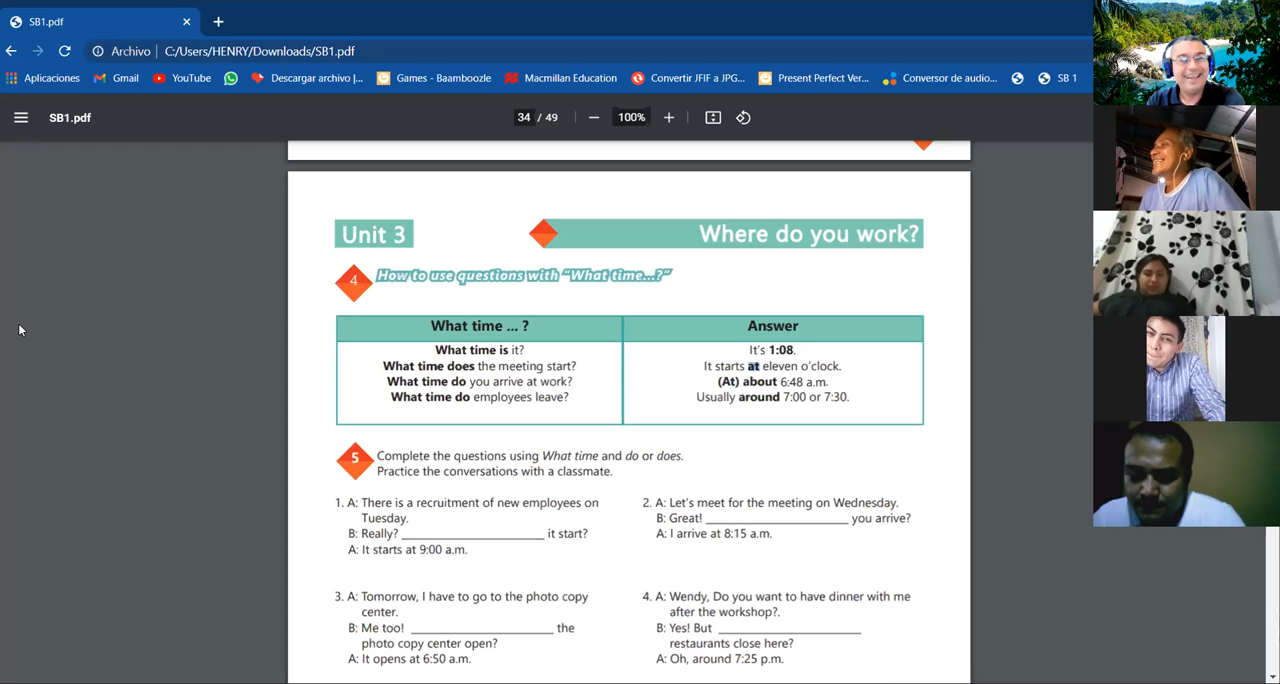 SB1.pdf
Archivo C:/Users/HENRY/Downloads/SB1.pdf
Aplicaciones Gmail YouTube Descargar archivo |... Games - Baamboozle Macmillan Education Convertir JFIF a JPG... Present Perfect Ver... Conversor de audio... SB 1
SB1.pdf 34 / 49 100%
Unit 3 Where do you work?
4 How to use questions with “What time...?”
What time ... ? Answer
What time is it? It's 1:08.
What time does the meeting start? It starts at eleven o'clock.
What time do you arrive at work? (At) about 6:48 a.m.
What time do employees leave? Usually around 7:00 or 7:30.
5 Complete the questions using What time and do or does.
Practice the conversations with a classmate.
1. A: There is a recruitment of new employees on
Tuesday.
B: Really? ______________________ it start?
A: It starts at 9:00 a.m.
2. A: Let's meet for the meeting on Wednesday.
B: Great! ______________________ you arrive?
A: I arrive at 8:15 a.m.
3. A: Tomorrow, I have to go to the photo copy
center.
B: Me too! ______________________ the
photo copy center open?
A: It opens at 6:50 a.m.
4. A: Wendy, Do you want to have dinner with me
after the workshop?.
B: Yes! But ______________________
restaurants close here?
A: Oh, around 7:25 p.m.